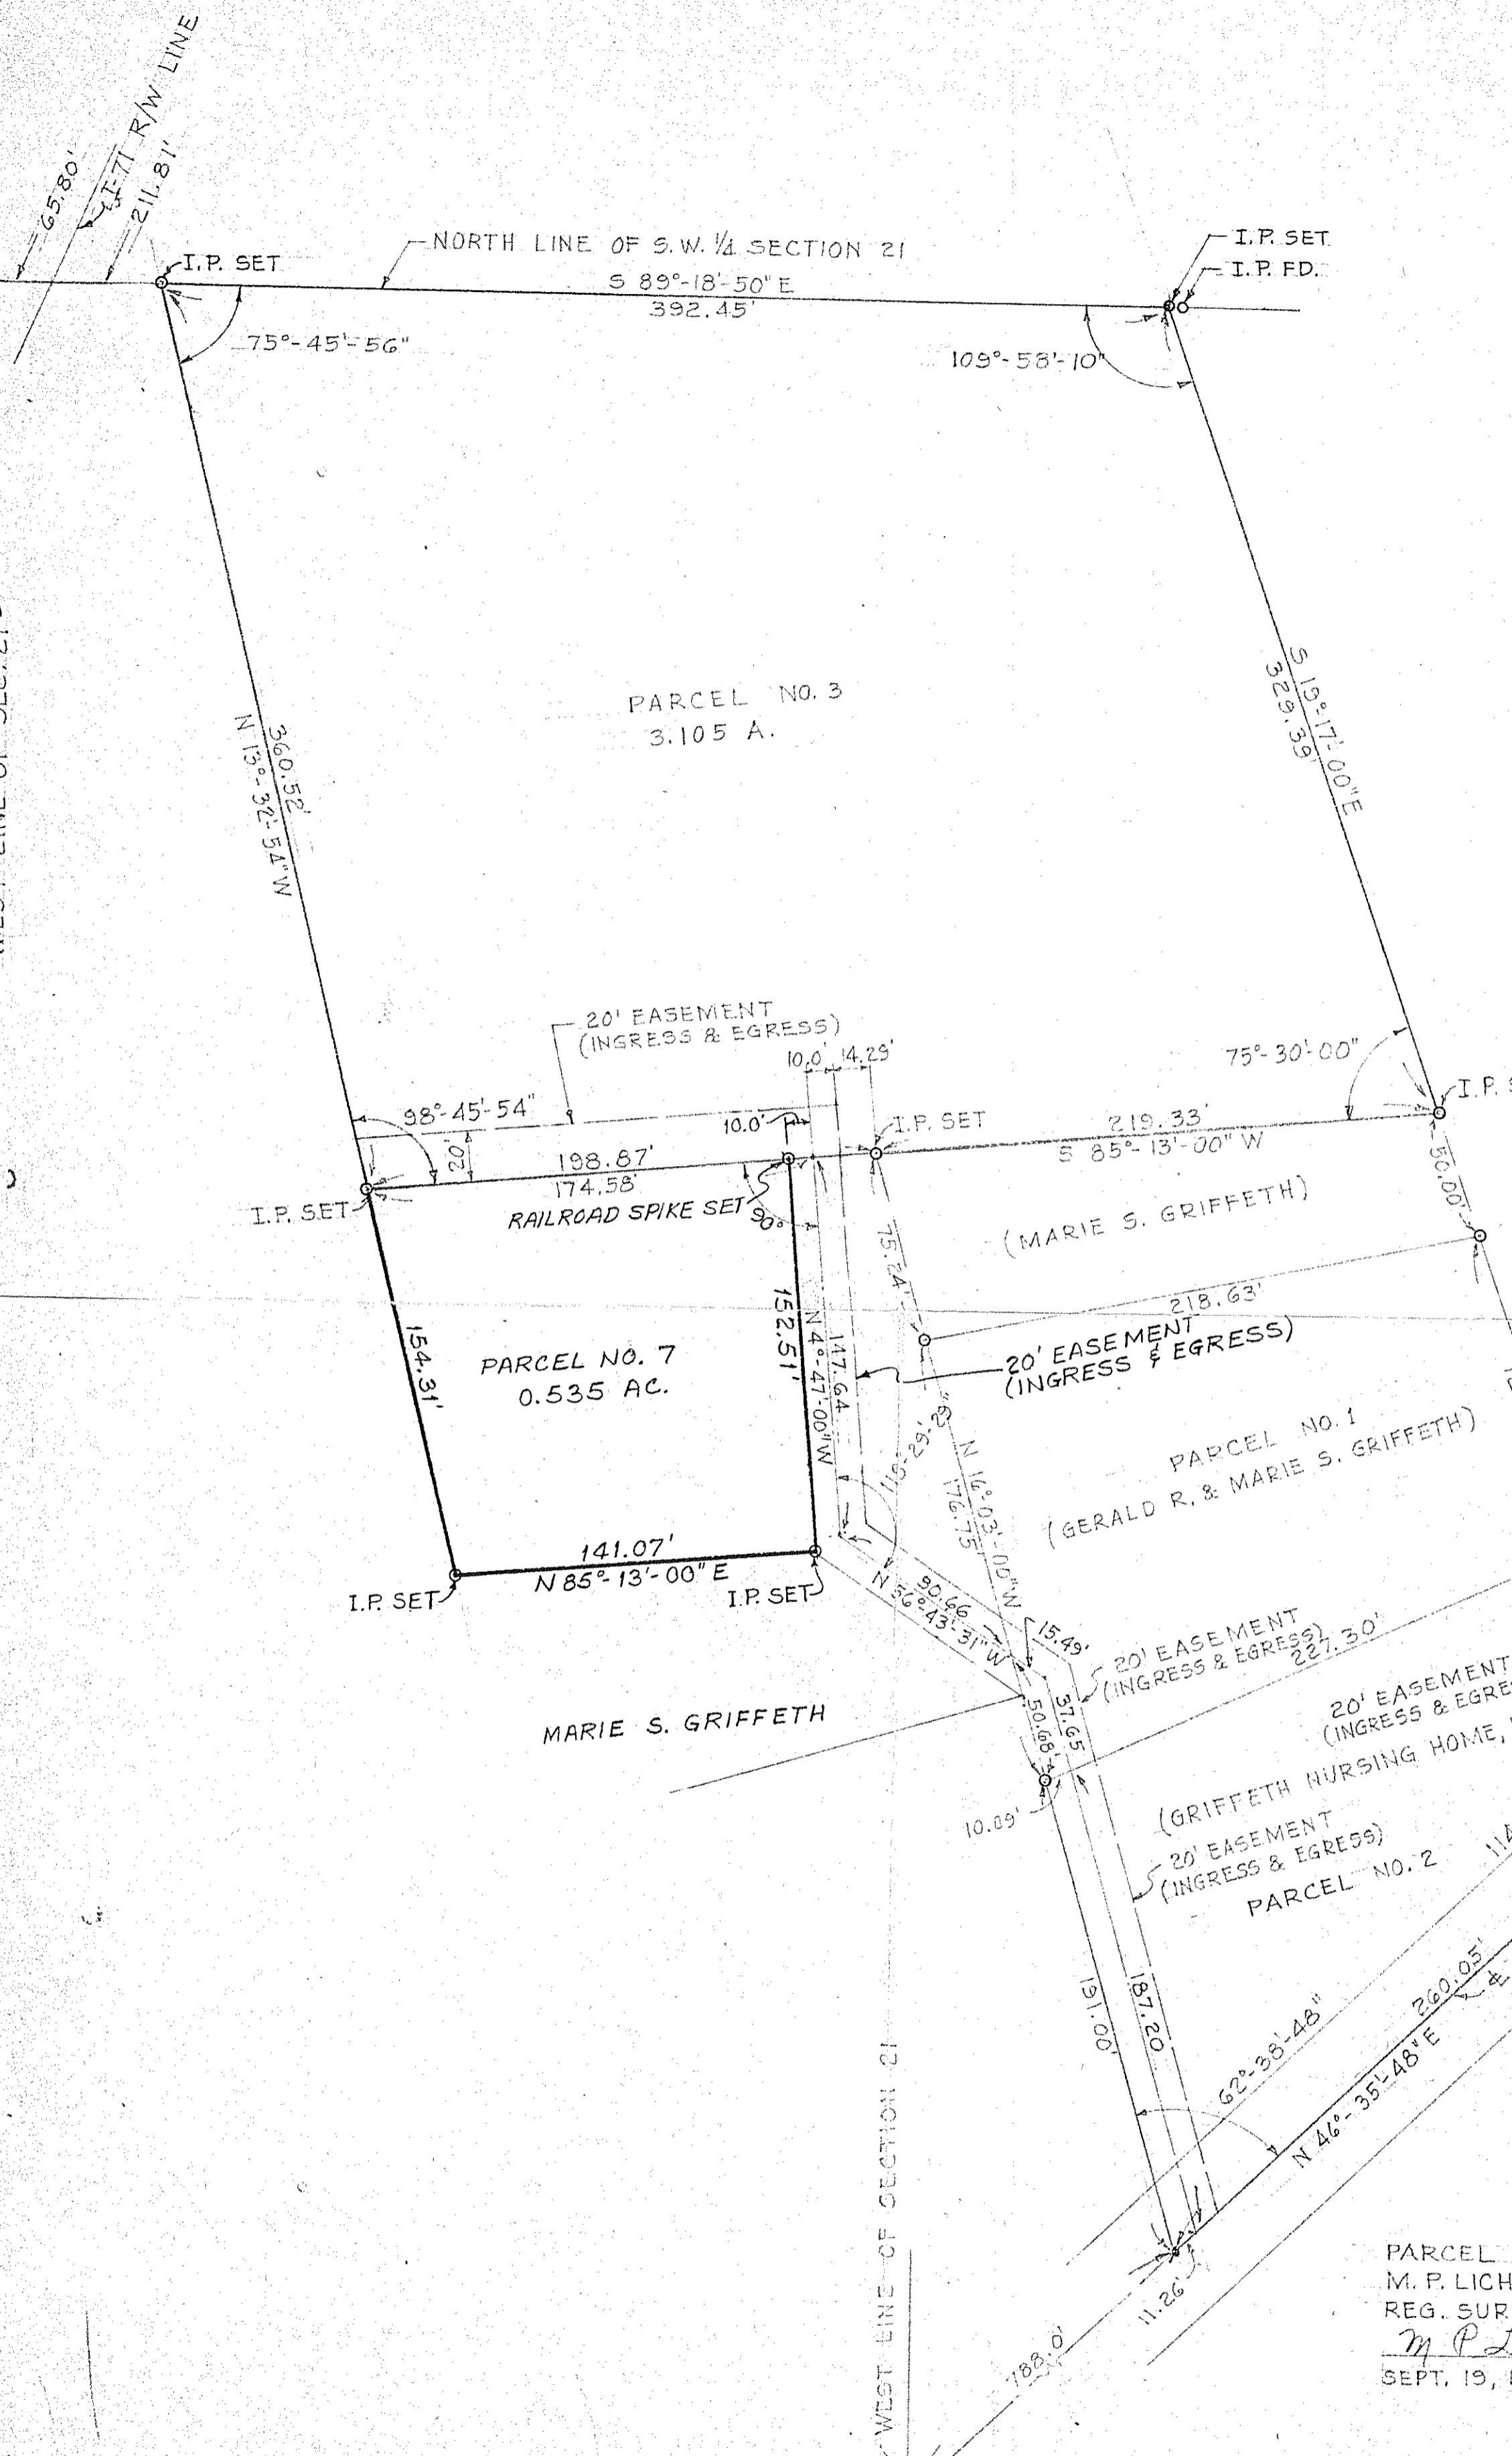 65.80'
I-71 R/W LINE
211.81'
I.P. SET
NORTH LINE OF S.W. 1/4 SECTION 21
S 89°-18'-50" E
392.45'
I.P. SET
I.P. FD.
75°-45'-56"
109°-58'-10"
S 19°-17'-00" E
329.39'
PARCEL NO. 3
3.105 A.
360.52'
N 13°-32'-54" W
20' EASEMENT
(INGRESS & EGRESS)
10.0' 14.29'
75°-30'-00"
98°-45'-54"
10.0'
I.P. SET
219.33'
S 85°-13'-00" W
20'
198.87'
174.58'
I.P. SET
RAILROAD SPIKE SET
90°
50.00'
(MARIE S. GRIFFETH)
75.24'
218.63'
154.31'
PARCEL NO. 7
0.535 AC.
152.51'
N 4°-47'-00" W
147.64
20' EASEMENT
(INGRESS & EGRESS)
N 16°-03'-00" W
176.75'
PARCEL NO. 1
(GERALD R. & MARIE S. GRIFFETH)
141.07'
N 85°-13'-00" E
I.P. SET
I.P. SET
90.66
N 56°-43'-31" W
15.49'
20' EASEMENT
(INGRESS & EGRESS)
227.30'
MARIE S. GRIFFETH
50.68'
37.65
20' EASEMENT
(INGRESS &
(GRIFFETH NURSING HOME,
10.09'
20' EASEMENT
(INGRESS & EGRESS)
PARCEL NO. 2
191.00'
187.20
62°-38'-48"
260.05'
N 46°-35'-48" E
WEST LINE OF SECTION 21
11.26'
788.0'
PARCEL
M. P. LICH
REG. SUR
M P
SEPT. 19,